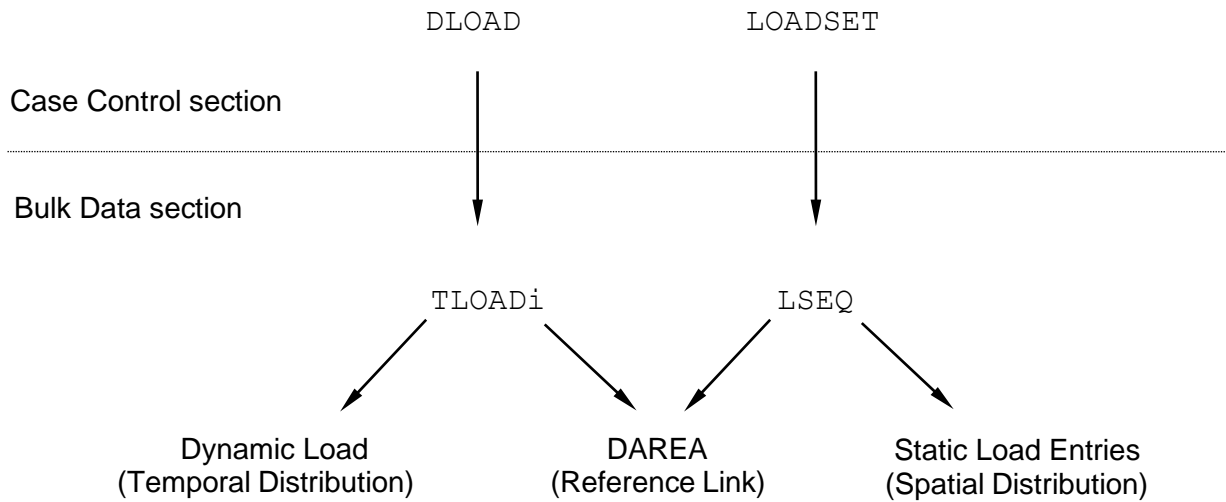 DLOAD
LOADSET
Case Control section
Bulk Data section
TLOADi
LSEQ
Dynamic Load
(Temporal Distribution)
DAREA
(Reference Link)
Static Load Entries
(Spatial Distribution)